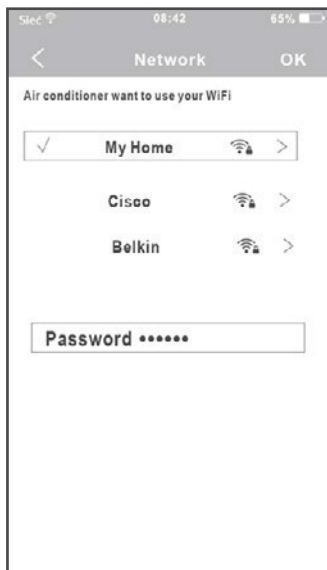 Sieć 08:42 65%
Network OK
Air conditioner want to use your WiFi
My Home
Cisco
Belkin
Password ••••••